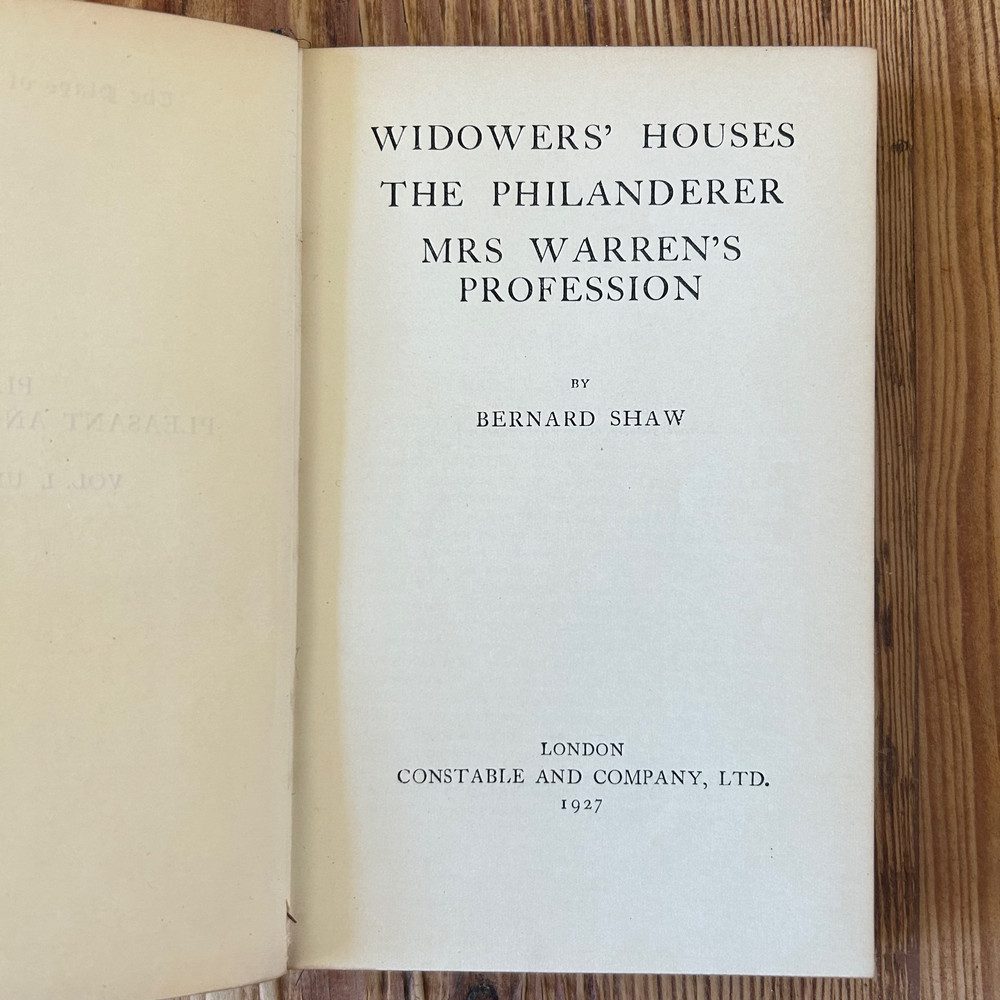 WIDOWERS' HOUSES
THE PHILANDERER
MRS WARREN'S
PROFESSION
BY
BERNARD SHAW
LONDON
CONSTABLE AND COMPANY, LTD.
1927